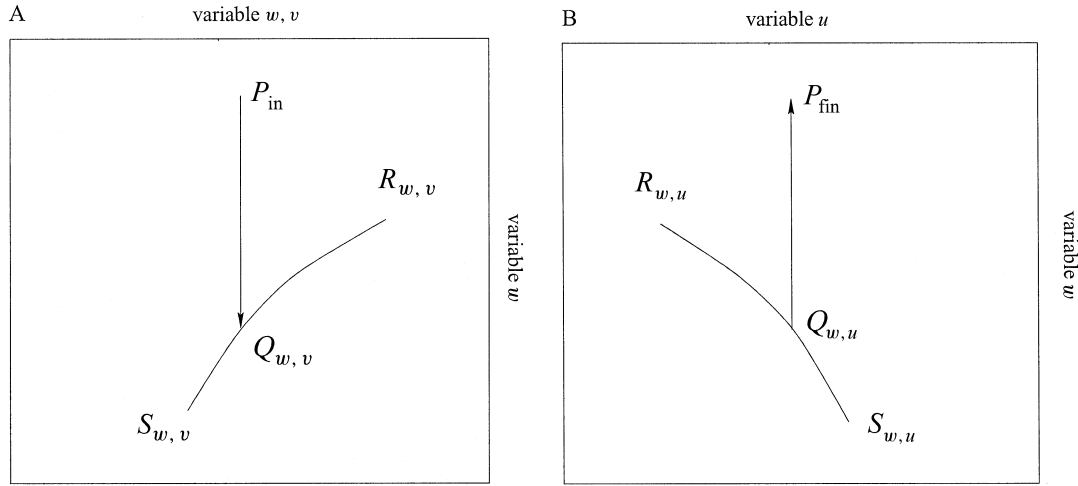 A
variable w, v
P_in
R_w, v
variable w
Q_w, v
S_w, v
B
variable u
P_fin
R_w,u
variable w
Q_w,u
S_w,u